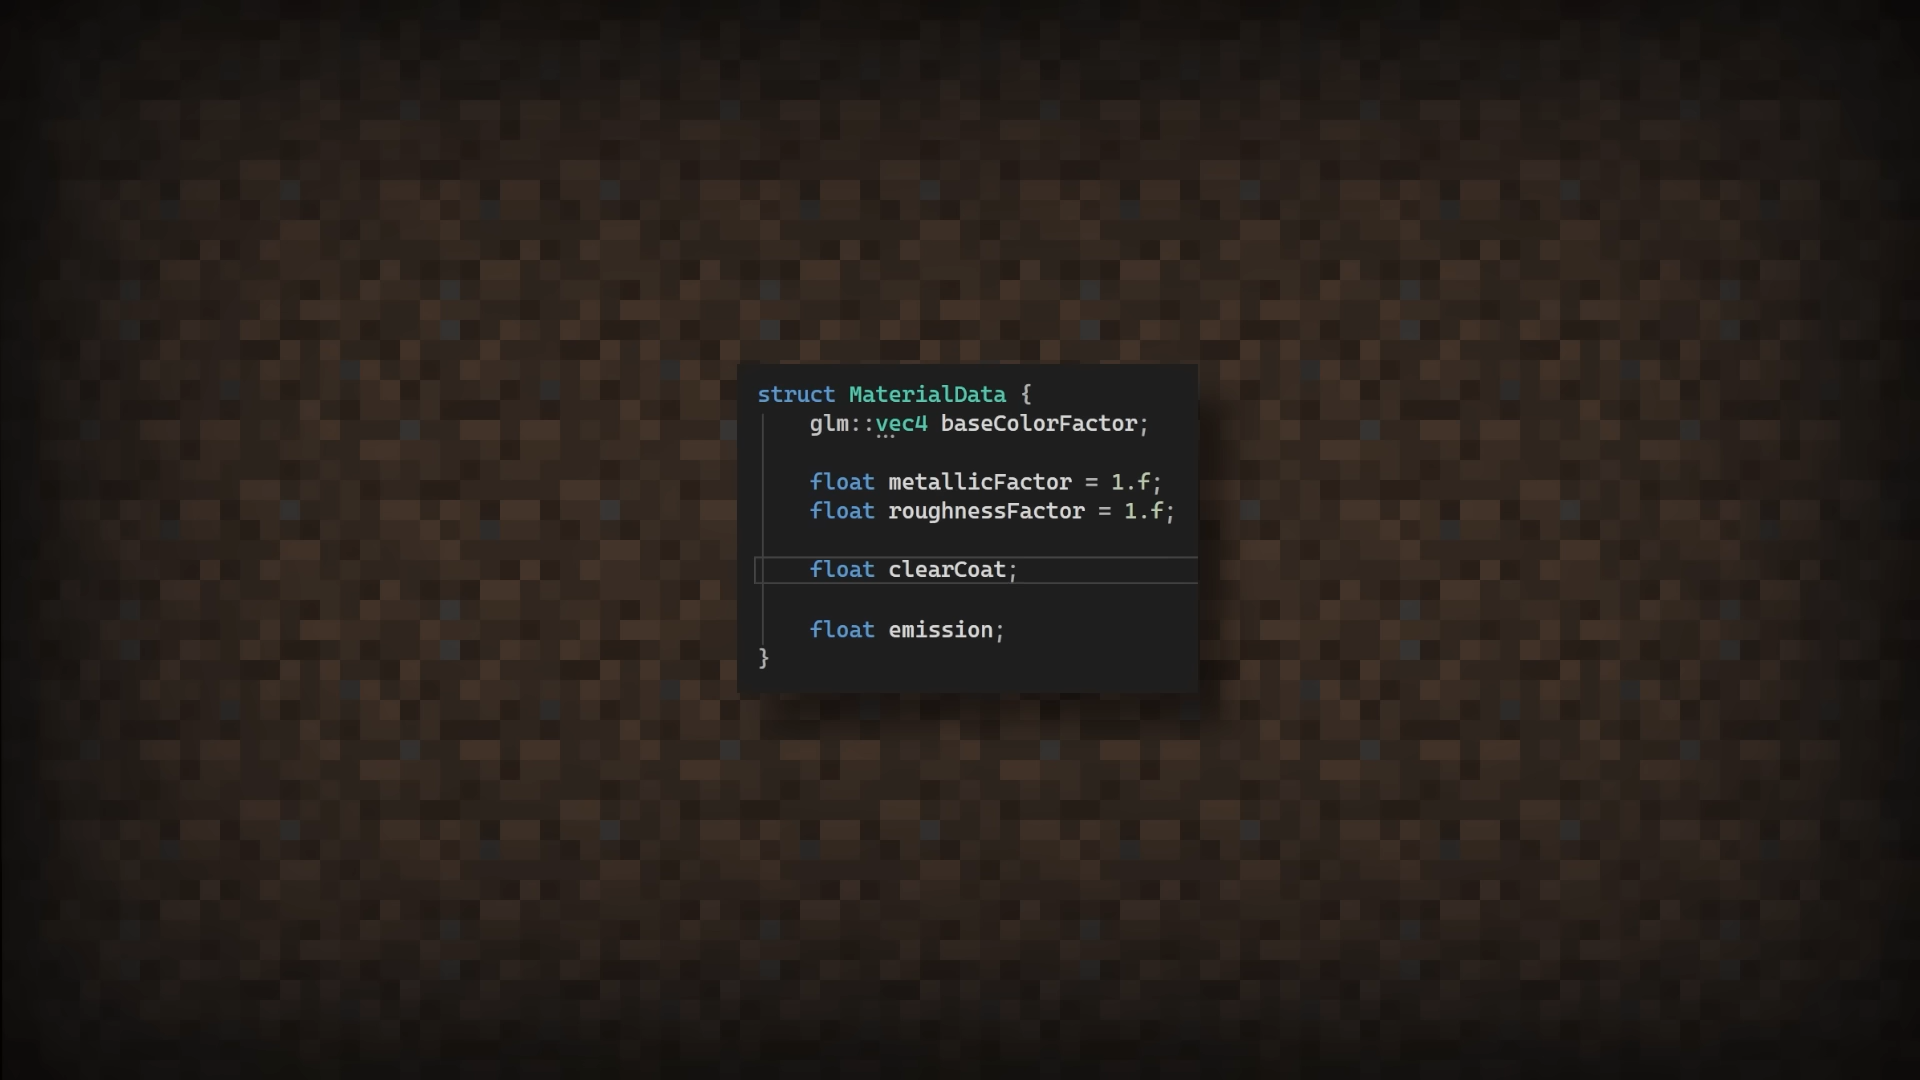 struct MaterialData {
glm::vec4 baseColorFactor;
float metallicFactor = 1.f;
float roughnessFactor = 1.f;
float clearCoat;
float emission;
}